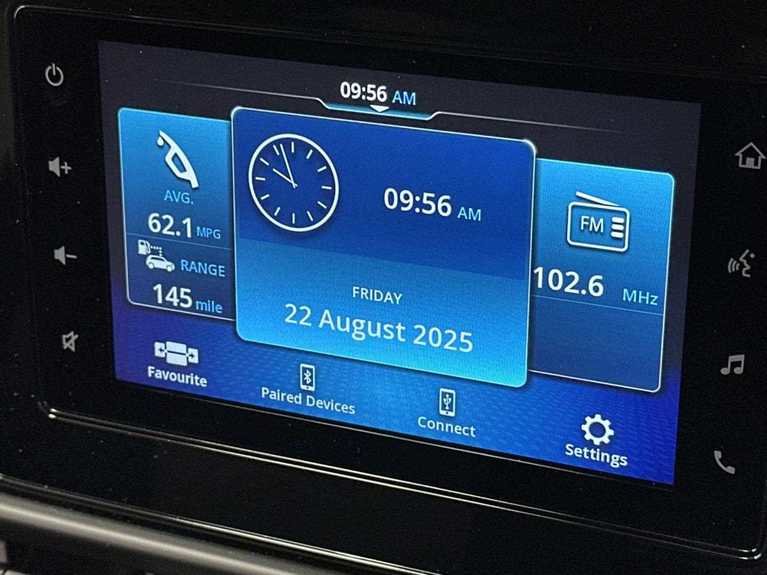 09:56 AM
AVG.
62.1 MPG
RANGE
145 mile
09:56 AM
FRIDAY
22 August 2025
FM
102.6 MHz
Favourite
Paired Devices
Connect
Settings